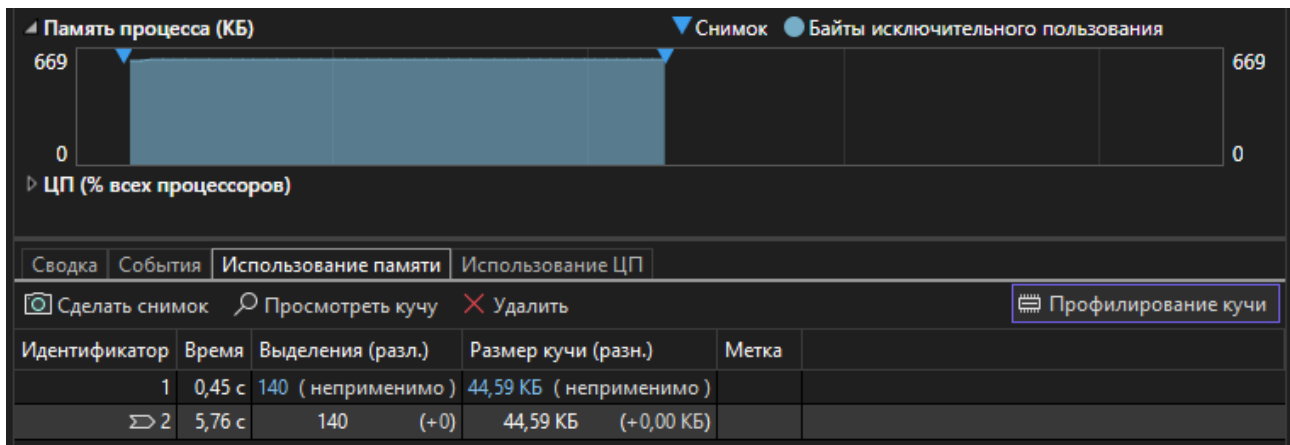 Память процесса (КБ) Снимок Байты исключительного пользования
669 669
0 0
ЦП (% всех процессоров)
Сводка События Использование памяти Использование ЦП
Сделать снимок Просмотреть кучу Удалить Профилирование кучи
Идентификатор Время Выделения (разл.) Размер кучи (разн.) Метка
1 0,45 с 140 ( неприменимо ) 44,59 КБ ( неприменимо )
2 5,76 с 140 (+0) 44,59 КБ (+0,00 КБ)